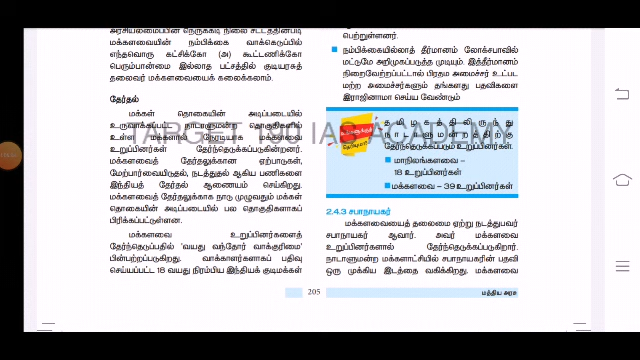 அரசியலமைப்பின் நெருக்கடி நிலை சட்டத்தின்படி
மக்களவையின் நம்பிக்கை வாக்கெடுப்பில்
எந்தவொரு கட்சிக்கோ (அ) கூட்டணிக்கோ
பெரும்பான்மை இல்லாத பட்சத்தில் குடியரசுத்
தலைவர் மக்களவையைக் கலைக்கலாம்.
தேர்தல்
மக்கள் தொகையின் அடிப்படையில்
உருவாக்கப்பட்ட நாடாளுமன்ற தொகுதிகளில்
உள்ள மக்களால் நேரடியாக மக்களவை
உறுப்பினர்கள் தேர்ந்தெடுக்கப்படுகின்றனர்.
மக்களவைத் தேர்தலுக்கான ஏற்பாடுகள்,
மேற்பார்வையிடுதல், நடத்துதல் ஆகிய பணிகளை
இந்தியத் தேர்தல் ஆணையம் செய்கிறது.
மக்களவைத் தேர்தலுக்காக நாடு முழுவதும் மக்கள்
தொகையின் அடிப்படையில் பல தொகுதிகளாகப்
பிரிக்கப்பட்டுள்ளன.
மக்களவை உறுப்பினர்களைத்
தேர்ந்தெடுப்பதில் 'வயது வந்தோர் வாக்குரிமை'
பின்பற்றப்படுகிறது. வாக்காளர்களாகப் பதிவு
செய்யப்பட்ட 18 வயது நிரம்பிய இந்தியக் குடிமக்கள்
பெற்றுள்ளனர்.
■ நம்பிக்கையில்லாத் தீர்மானம் லோக்சபாவில்
மட்டுமே அறிமுகப்படுத்த முடியும். இத்தீர்மானம்
நிறைவேற்றப்பட்டால் பிரதம அமைச்சர் உட்பட
மற்ற அமைச்சர்களும் தங்களது பதவிகளை
இராஜினாமா செய்ய வேண்டும்
உங்களுக்குத் தெரியுமா?
தமிழகத்திலிருந்து
நாடாளுமன்றத்திற்கு
தேர்ந்தெடுக்கப்படும் உறுப்பினர்கள்.
■ மாநிலங்களவை –
18 உறுப்பினர்கள்
■ மக்களவை – 39 உறுப்பினர்கள்
2.4.3 சபாநாயகர்
மக்களவையைத் தலைமை ஏற்று நடத்துபவர்
சபாநாயகர் ஆவார். அவர் மக்களவை
உறுப்பினர்களால் தேர்ந்தெடுக்கப்படுகிறார்.
நாடாளுமன்ற மக்களாட்சியில் சபாநாயகரின் பதவி
ஒரு முக்கிய இடத்தை வகிக்கிறது. மக்களவை
205
மத்திய அரசு
TARGET 190 IAS ACADEMY